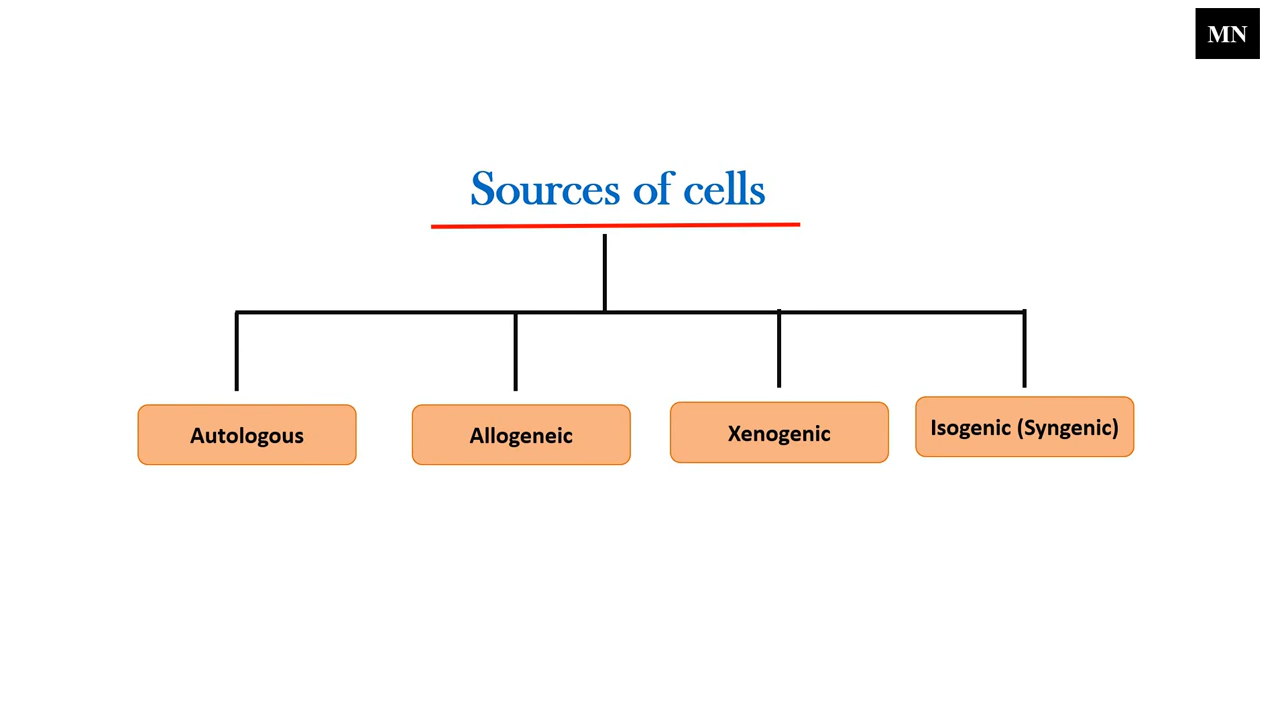 MN
Sources of cells
Autologous
Allogeneic
Xenogenic
Isogenic (Syngenic)